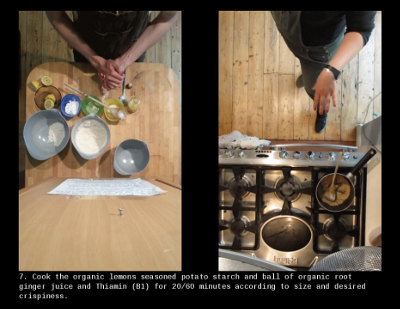 7. Cook the organic lemons seasoned potato starch and ball of organic root
ginger juice and Thiamin (B1) for 20/60 minutes according to size and desired
crispiness.